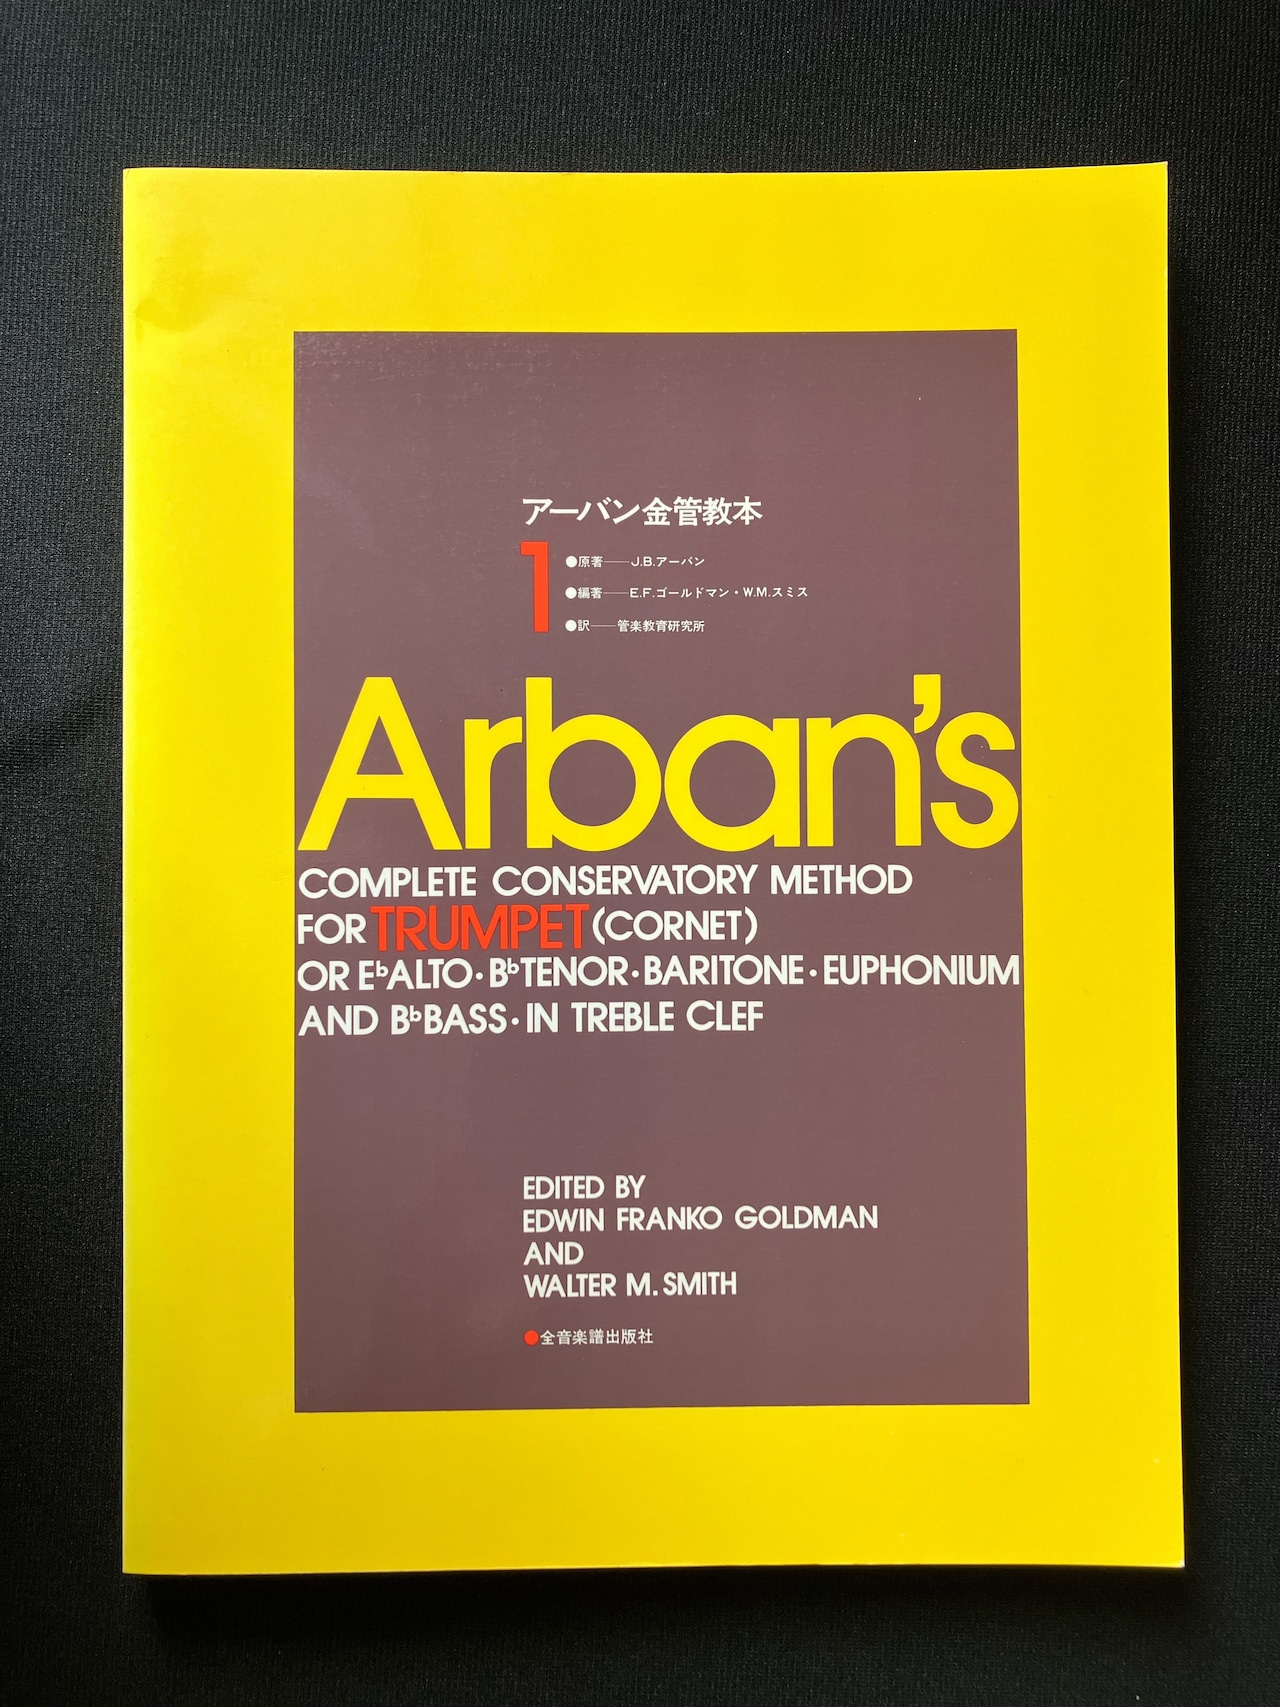 アーバン金管教本
1
●原著——J.B.アーバン
●編著——E.F.ゴールドマン・W.M.スミス
●訳——管楽教育研究所
Arban's
COMPLETE CONSERVATORY METHOD
FOR TRUMPET (CORNET)
OR E♭ALTO・B♭TENOR・BARITONE・EUPHONIUM
AND B♭BASS・IN TREBLE CLEF
EDITED BY
EDWIN FRANKO GOLDMAN
AND
WALTER M. SMITH
●全音楽譜出版社